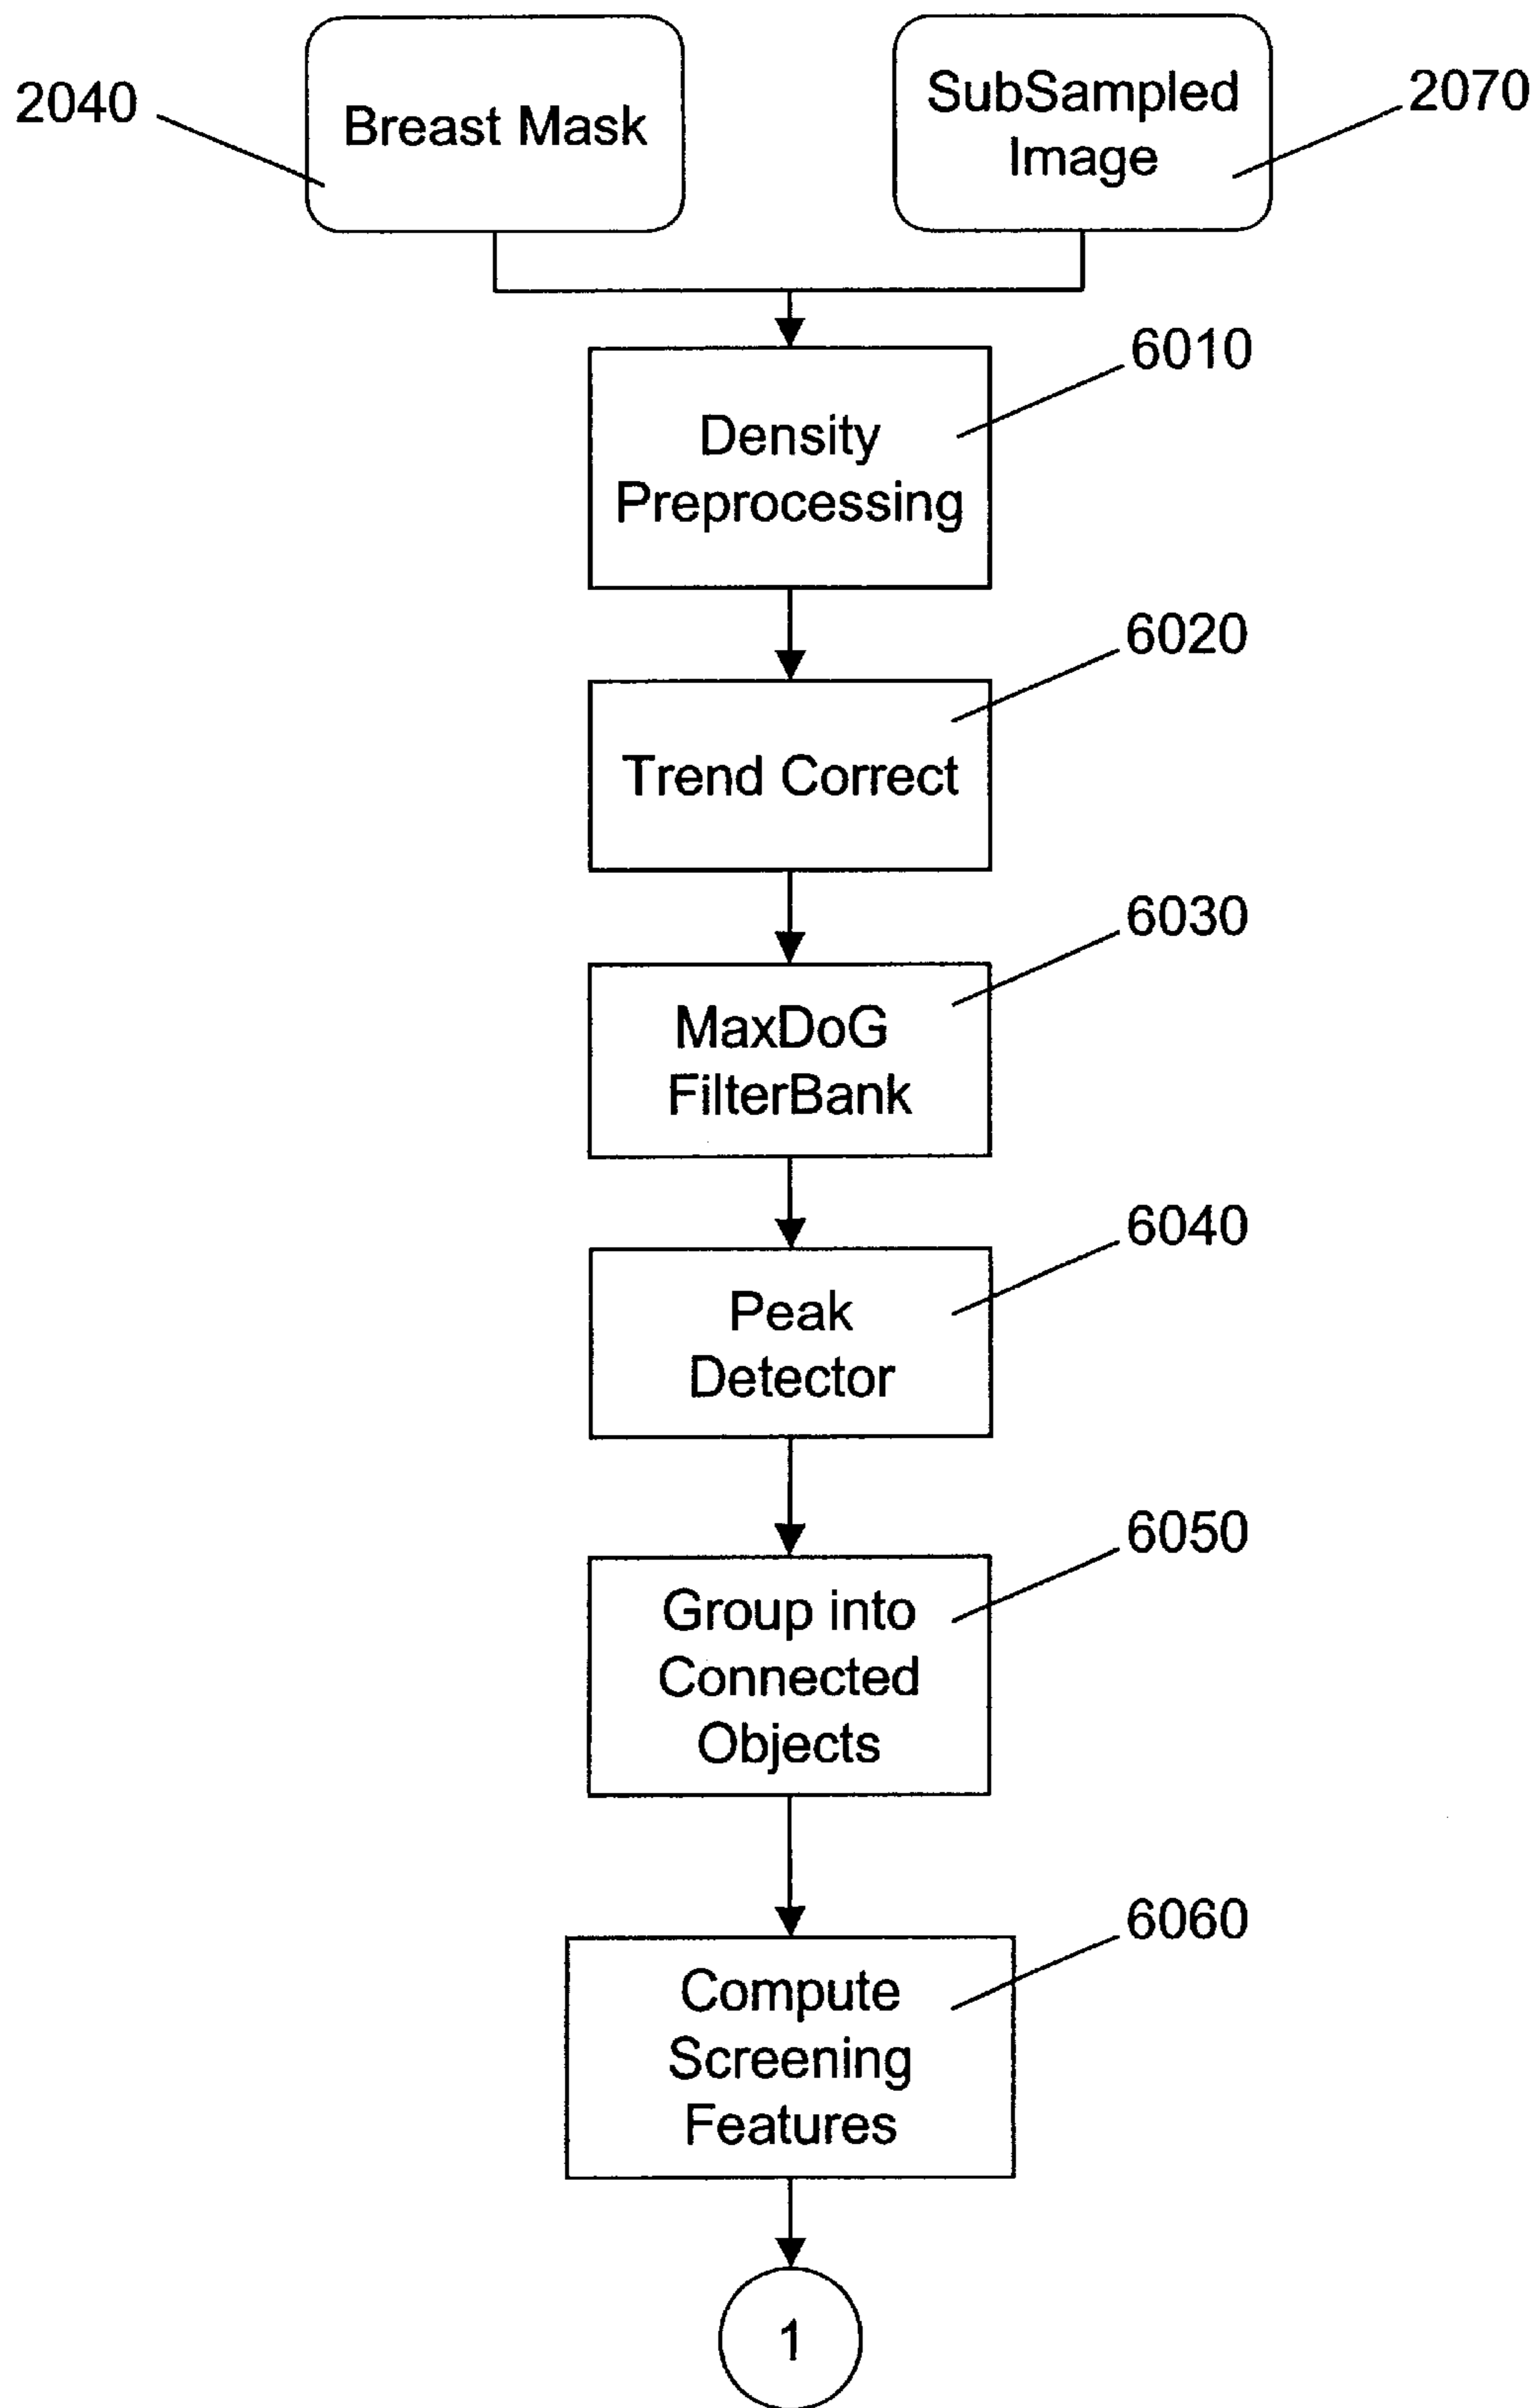 2040
Breast Mask
SubSampled
Image
2070
6010
Density
Preprocessing
6020
Trend Correct
6030
MaxDoG
FilterBank
6040
Peak
Detector
6050
Group into
Connected
Objects
6060
Compute
Screening
Features
1